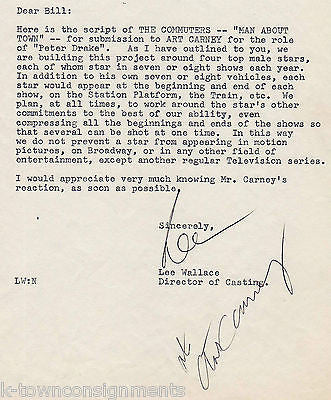 Dear Bill:
Here is the script of THE COMMUTERS -- "MAN ABOUT
TOWN" -- for submission to ART CARNEY for the role
of "Peter Drake". As I have outlined to you, we
are building this project around four top male stars,
each of whom star in seven or eight shows each year.
In addition to his own seven or eight vehicles, each
star would appear at the beginning and end of each
show, on the Station Platform, the Train, etc. We
plan, at all times, to work around the star's other
commitments to the best of our ability, even
compressing all the beginnings and ends of the shows so
that several can be shot at one time. In this way
we do not prevent a star from appearing in motion
pictures, on Broadway, or in any other field of
entertainment, except another regular Television series.
I would appreciate very much knowing Mr. Carney's
reaction, as soon as possible.
Sincerely,
Lee
Lee Wallace
Director of Casting.
LW:N
ok
Art Carney
k-townconsignments